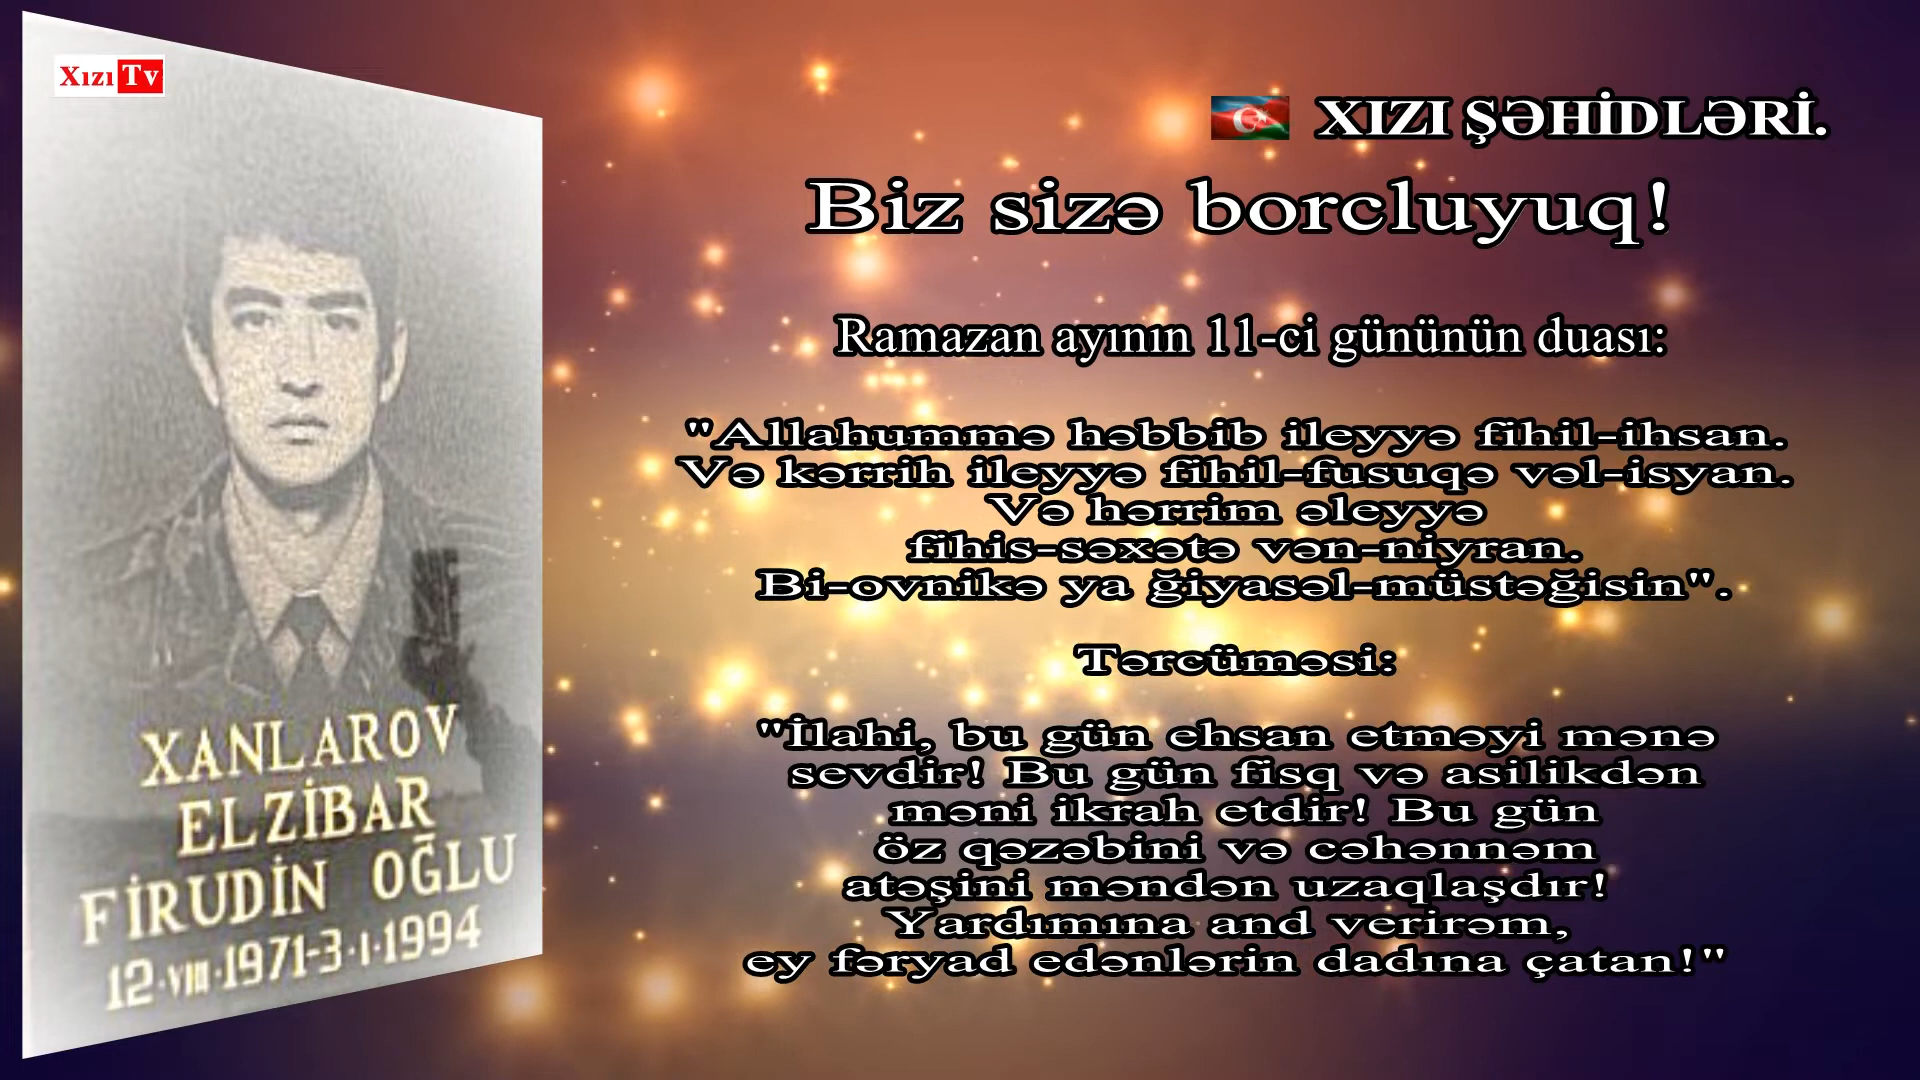 Xızı Tv
XANLAROV
ELZİBAR
FİRUDİN OĞLU
12·VIII·1971-3·I·1994
XIZI ŞƏHİDLƏRİ.
Biz sizə borcluyuq!
Ramazan ayının 11-ci gününün duası:
"Allahummə həbbib ileyyə fihil-ihsan.
Və kərrih ileyyə fihil-fusuqə vəl-isyan.
Və hərrim əleyyə
fihis-səxətə vən-niyran.
Bi-ovnikə ya ğiyasəl-müstəğisin".
Tərcüməsi:
"İlahi, bu gün ehsan etməyi mənə
sevdir! Bu gün fisq və asilikdən
məni ikrah etdir! Bu gün
öz qəzəbini və cəhənnəm
atəşini məndən uzaqlaşdır!
Yardımına and verirəm,
ey fəryad edənlərin dadına çatan!"